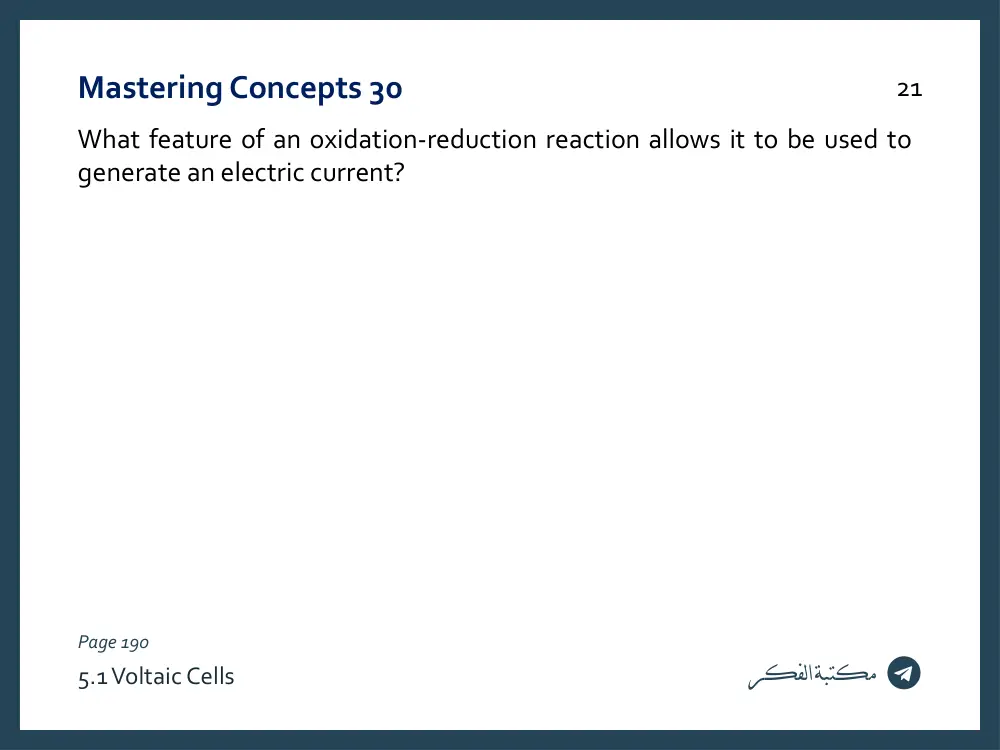 Mastering Concepts 30
21
What feature of an oxidation-reduction reaction allows it to be used to
generate an electric current?
Page 190
5.1 Voltaic Cells
مكتبة الفكر